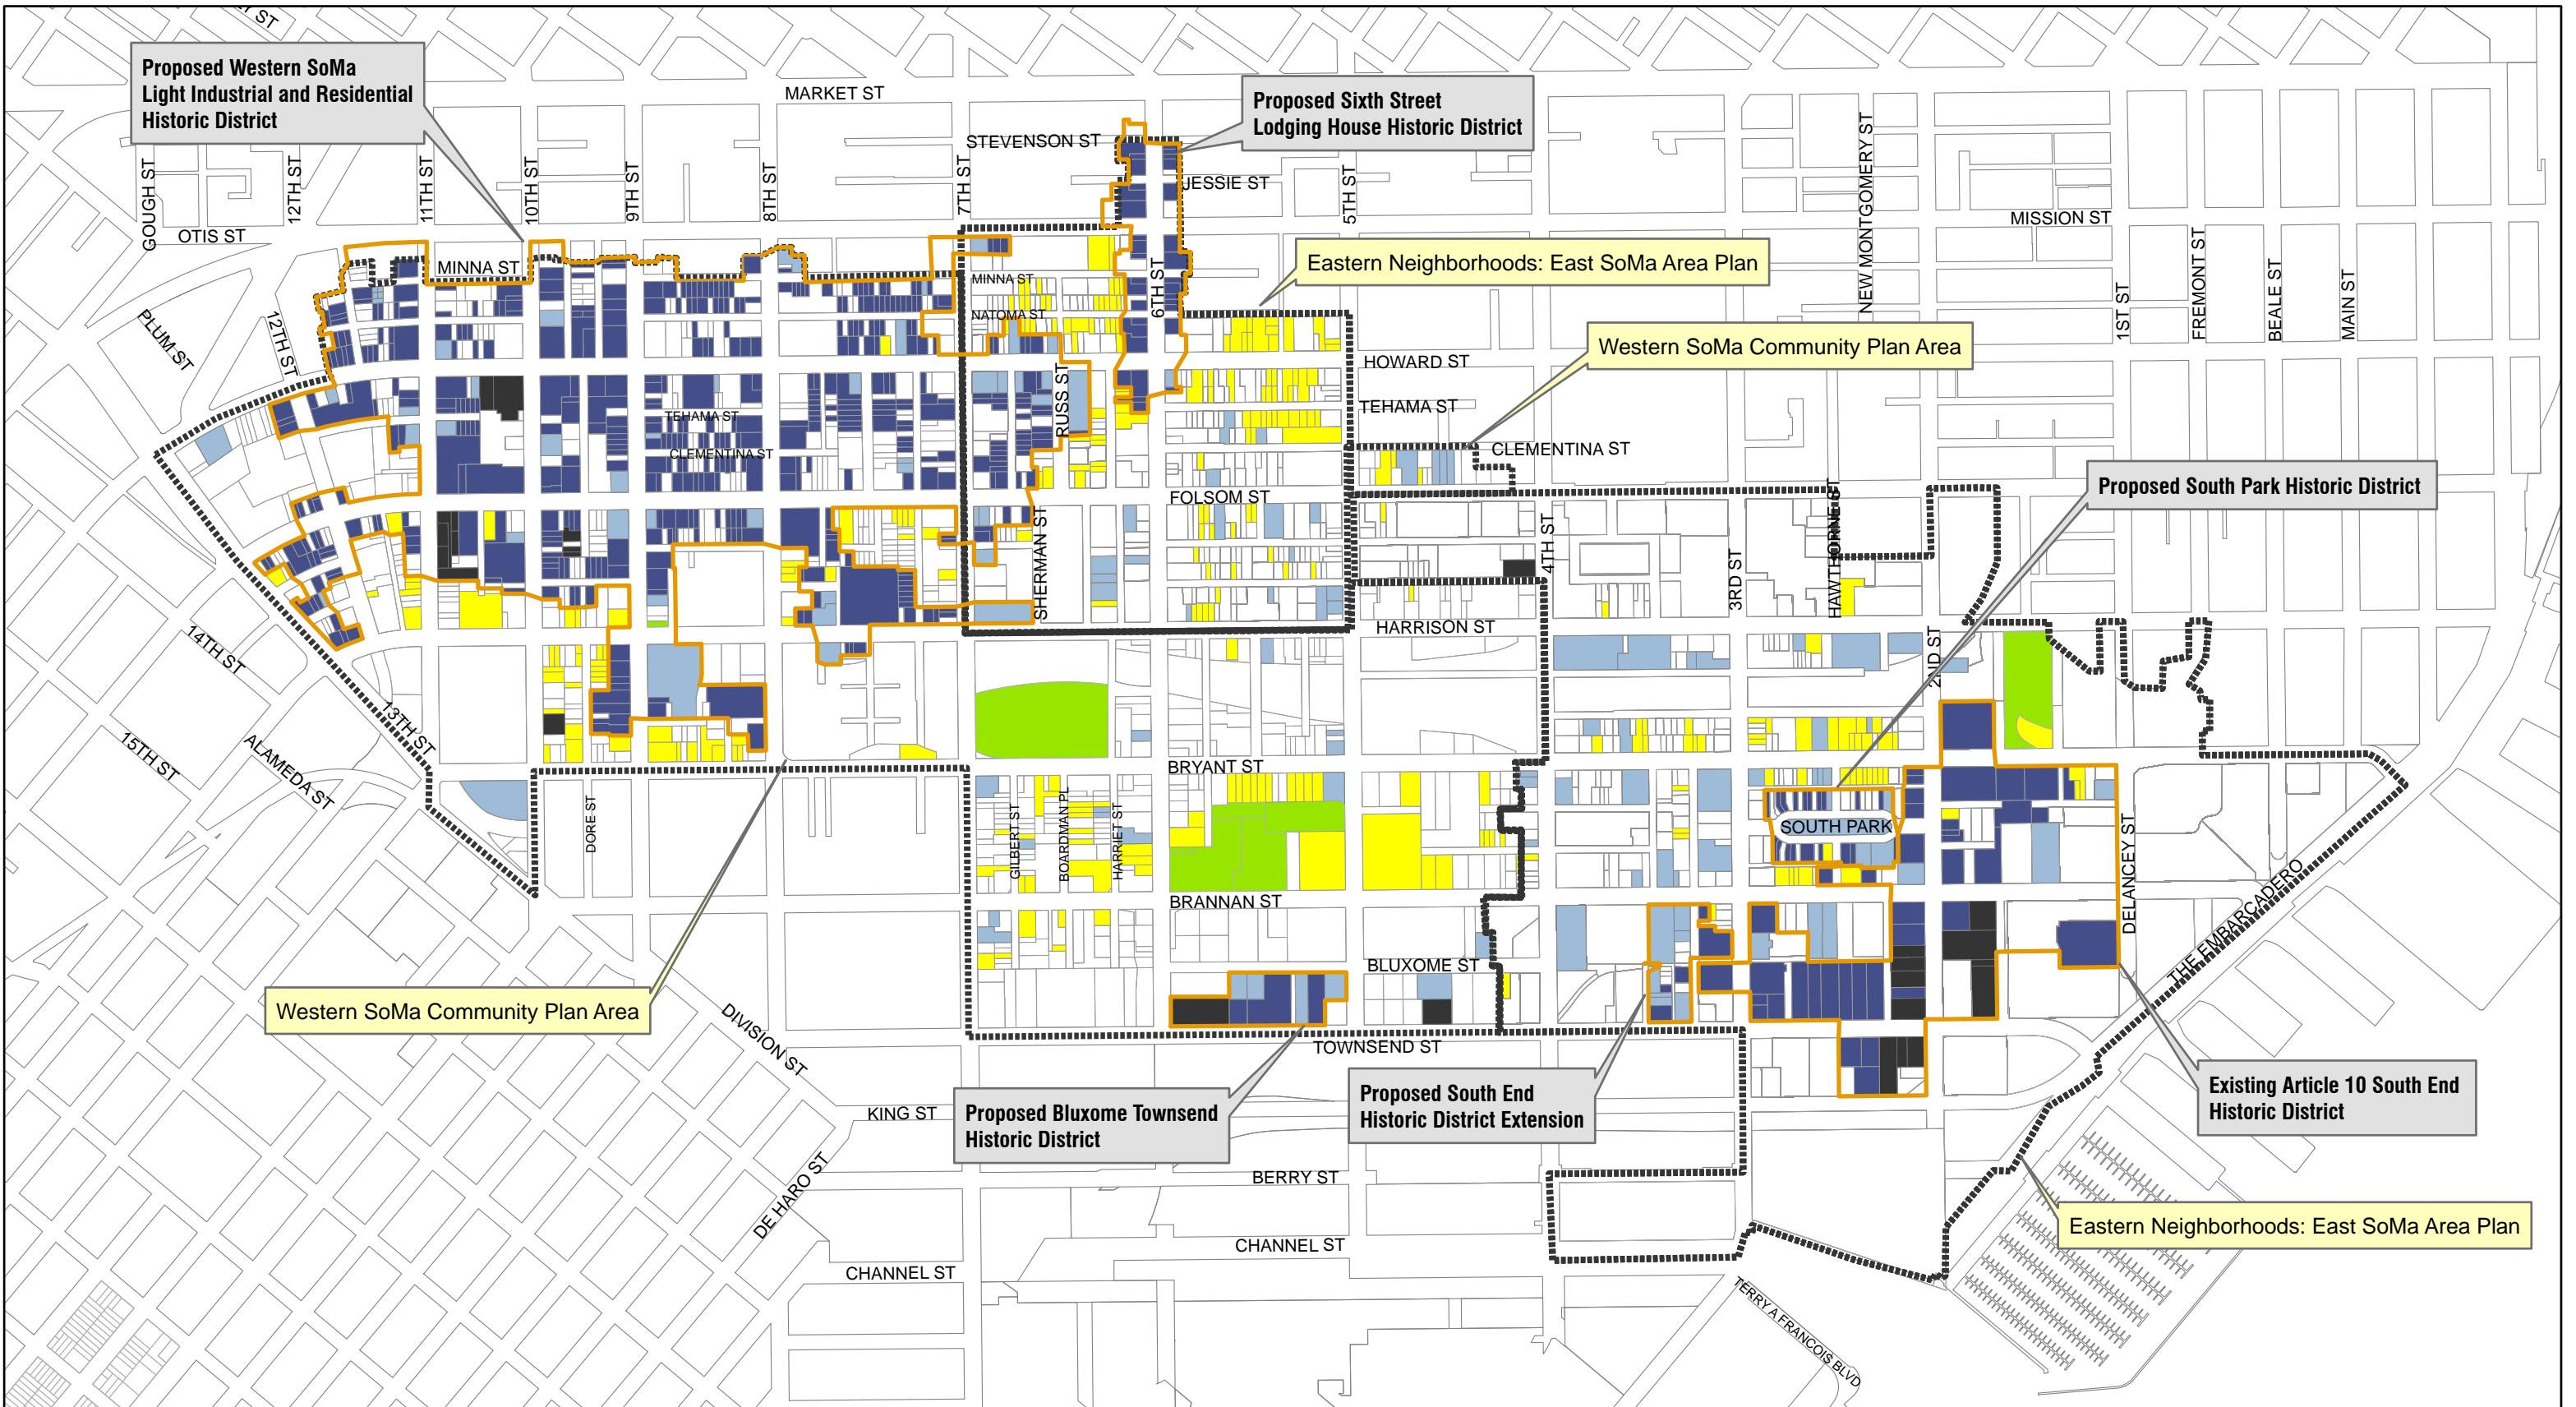 Y ST
Proposed Western SoMa
Light Industrial and Residential
Historic District
MARKET ST
Proposed Sixth Street
Lodging House Historic District
STEVENSON ST
JESSIE ST
GOUGH ST
12TH ST
11TH ST
10TH ST
9TH ST
8TH ST
7TH ST
5TH ST
NEW MONTGOMERY ST
MISSION ST
OTIS ST
MINNA ST
MINNA ST
NATOMA ST
6TH ST
Eastern Neighborhoods: East SoMa Area Plan
1ST ST
FREMONT ST
BEALE ST
MAIN ST
PLUM ST
12TH ST
Western SoMa Community Plan Area
HOWARD ST
RUSS ST
TEHAMA ST
TEHAMA ST
CLEMENTINA ST
CLEMENTINA ST
Proposed South Park Historic District
FOLSOM ST
SHERMAN ST
4TH ST
3RD ST
HAWTHORNE ST
HARRISON ST
2ND ST
14TH ST
13TH ST
15TH ST
ALAMEDA ST
BRYANT ST
DORE ST
GILBERT ST
BOARDMAN PL
HARRIET ST
SOUTH PARK
DELANCEY ST
BRANNAN ST
THE EMBARCADERO
BLUXOME ST
Western SoMa Community Plan Area
DIVISION ST
TOWNSEND ST
KING ST
Proposed Bluxome Townsend
Historic District
Proposed South End
Historic District Extension
Existing Article 10 South End
Historic District
DE HARO ST
BERRY ST
Eastern Neighborhoods: East SoMa Area Plan
CHANNEL ST
CHANNEL ST
TERRY A FRANCOIS BLVD